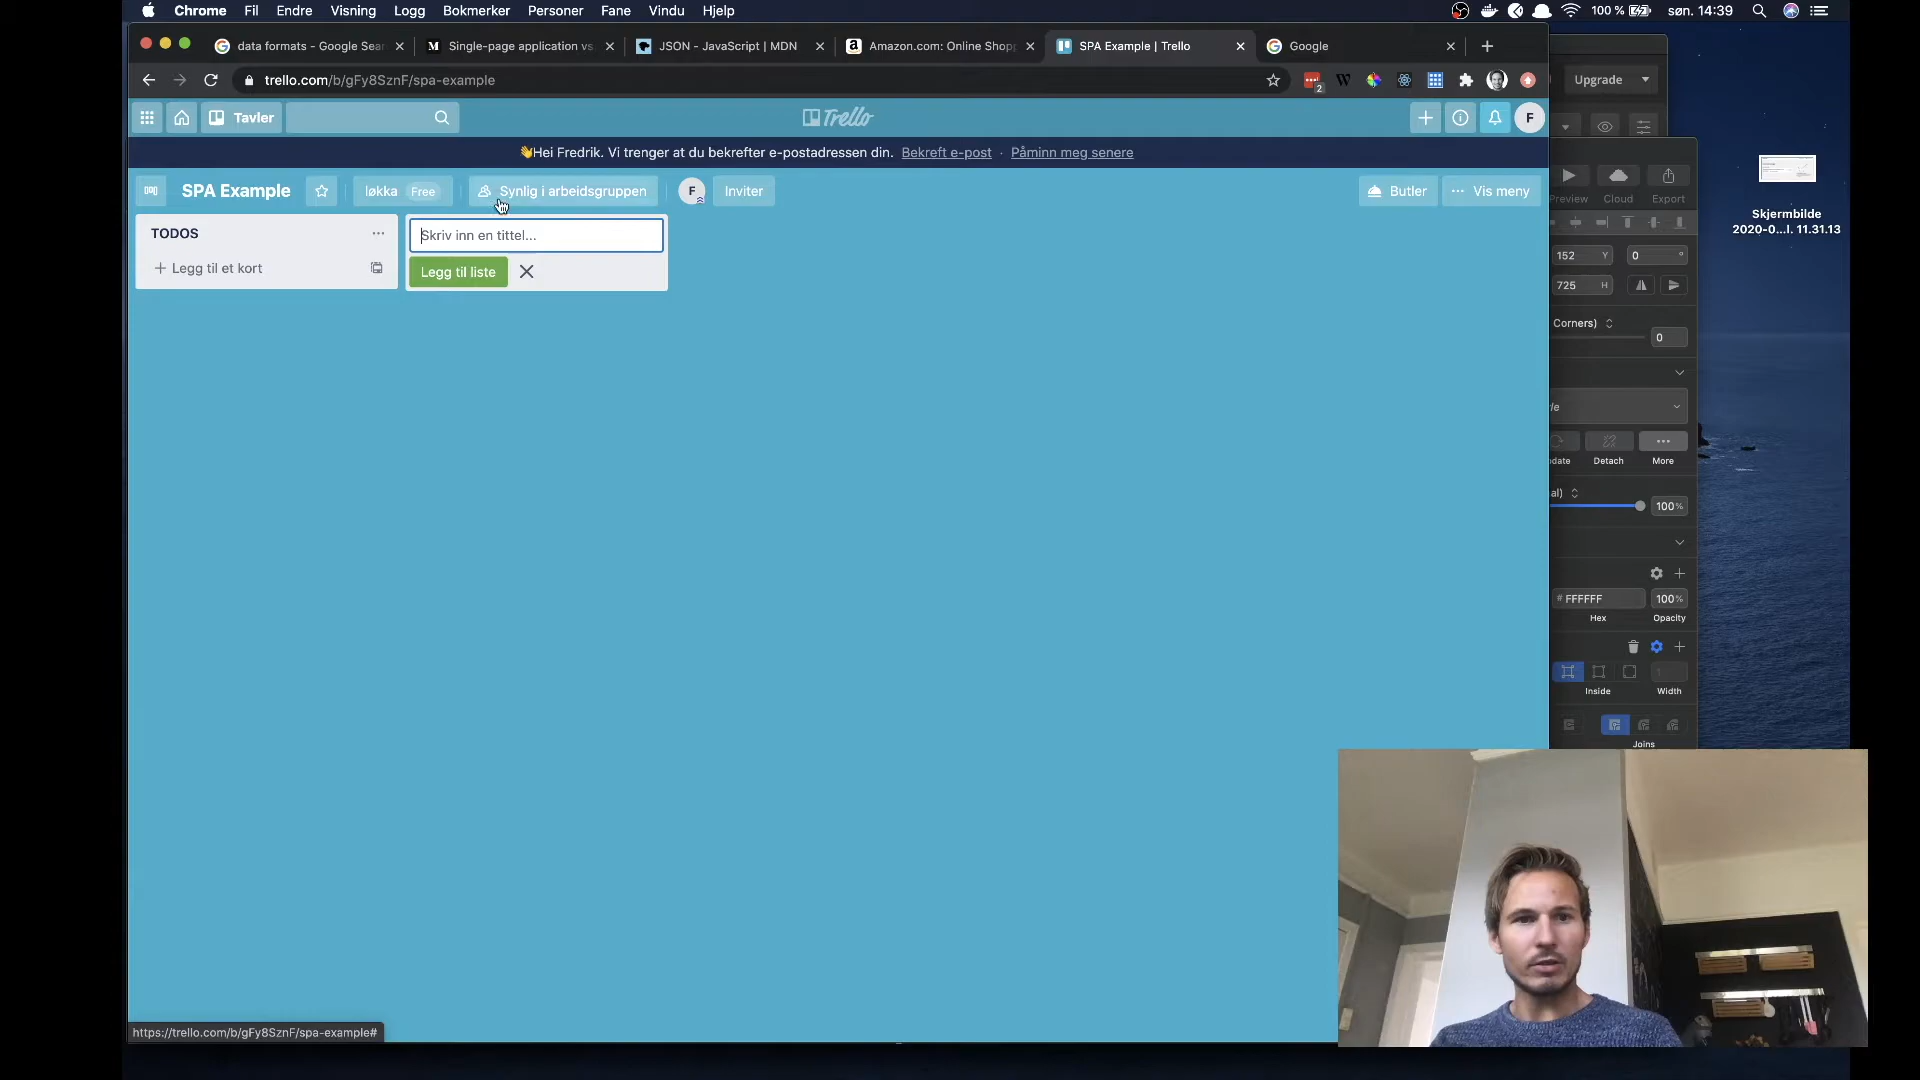 Chrome Fil Endre Visning Logg Bokmerker Personer Fane Vindu Hjelp 100 % søn. 14:39
data formats - Google Sear Single-page application vs. JSON - JavaScript | MDN Amazon.com: Online Shopp SPA Example | Trello Google
Upgrade
trello.com/b/gFy8SznF/spa-example 2
Tavler Trello F
👋Hei Fredrik. Vi trenger at du bekrefter e-postadressen din. Bekreft e-post · Påminn meg senere
SPA Example løkka Free Synlig i arbeidsgruppen F Inviter Butler Vis meny
Preview Cloud Export
TODOS
Skriv inn en tittel...
Legg til et kort
Legg til liste
Skjermbilde
2020-0...l. 11.31.13
152 Y 0 °
725 H
Corners)
0
Detach More
100%
# FFFFFF 100%
Hex Opacity
Inside Width
Joins
https://trello.com/b/gFy8SznF/spa-example#